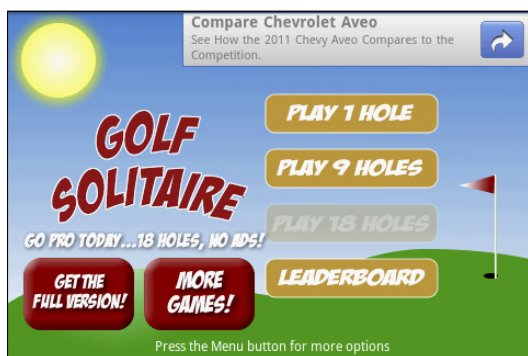 Compare Chevrolet Aveo
See How the 2011 Chevy Aveo Compares to the
Competition.
GOLF
SOLITAIRE
GO PRO TODAY...18 HOLES, NO ADS!
GET THE
FULL VERSION!
MORE
GAMES!
PLAY 1 HOLE
PLAY 9 HOLES
PLAY 18 HOLES
LEADERBOARD
Press the Menu button for more options